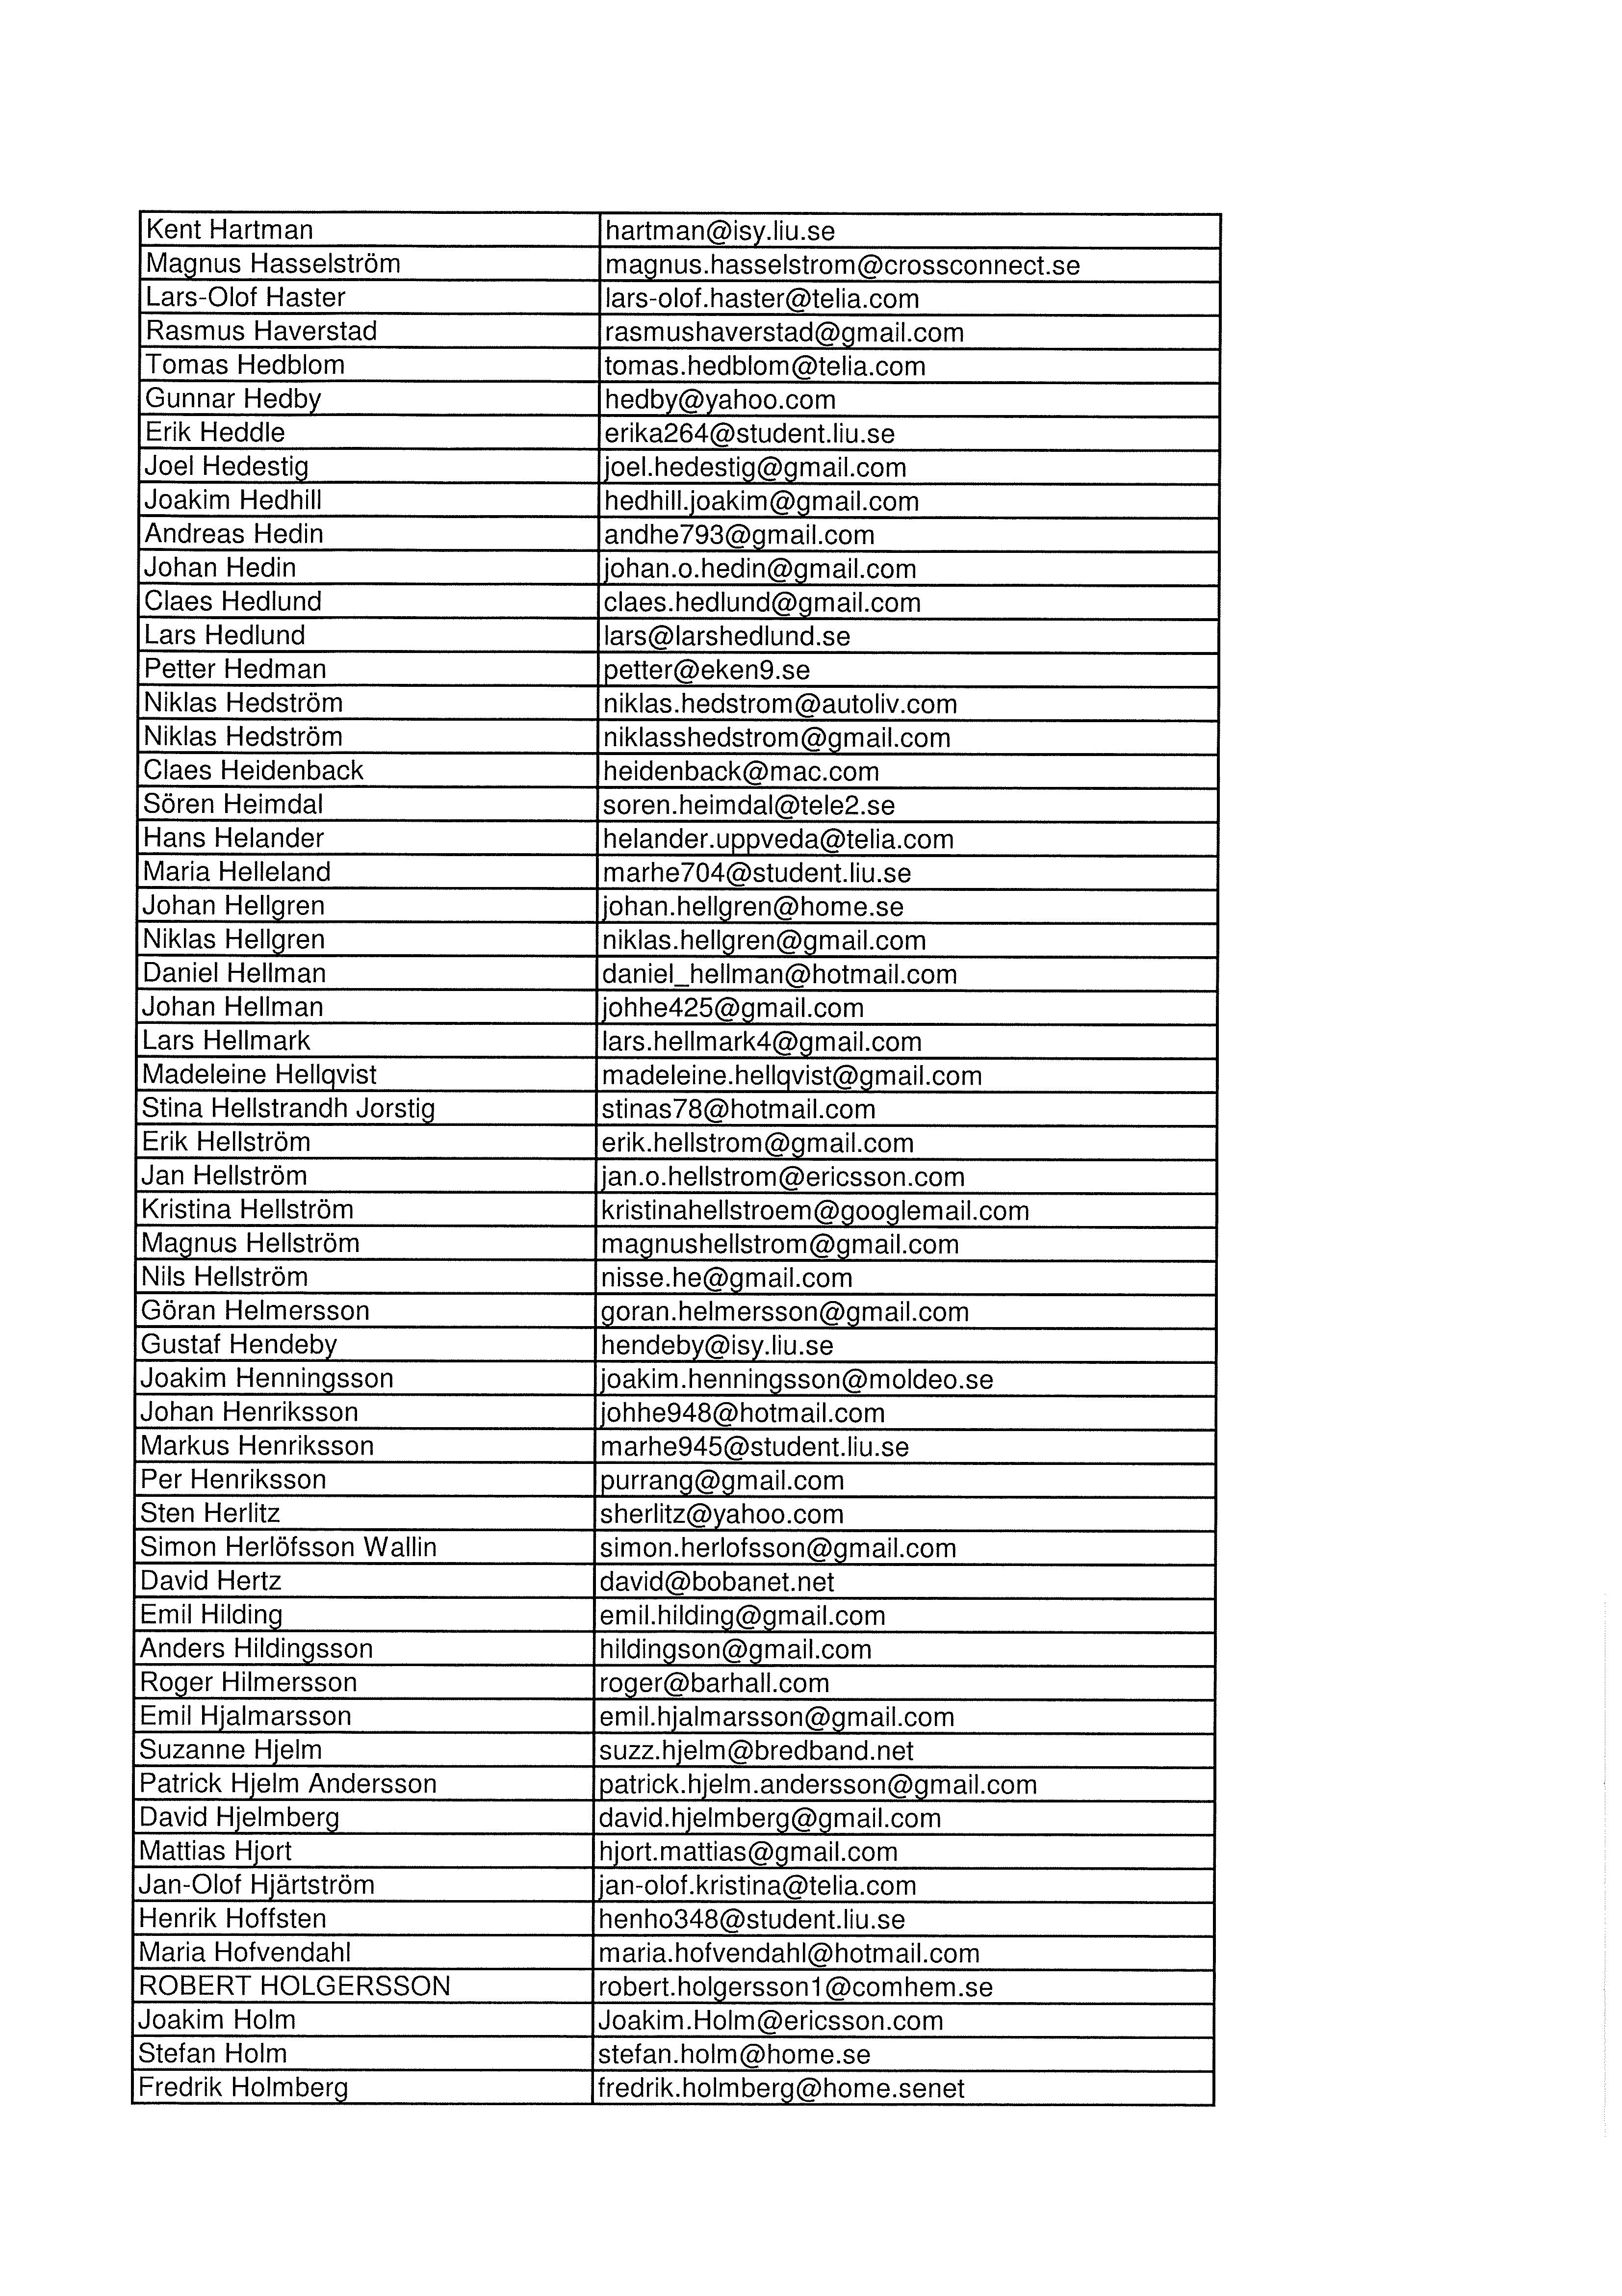 Kent Hartman hartman@isy.liu.se
Magnus Hasselström magnus.hasselstrom@crossconnect.se
Lars-Olof Haster lars-olof.haster@telia.com
Rasmus Haverstad rasmushaverstad@gmail.com
Tomas Hedblom tomas.hedblom@telia.com
Gunnar Hedby hedby@yahoo.com
Erik Heddle erika264@student.liu.se
Joel Hedestig joel.hedestig@gmail.com
Joakim Hedhill hedhill.joakim@gmail.com
Andreas Hedin andhe793@gmail.com
Johan Hedin johan.o.hedin@gmail.com
Claes Hedlund claes.hedlund@gmail.com
Lars Hedlund lars@larshedlund.se
Petter Hedman petter@eken9.se
Niklas Hedström niklas.hedstrom@autoliv.com
Niklas Hedström niklasshedstrom@gmail.com
Claes Heidenback heidenback@mac.com
Sören Heimdal soren.heimdal@tele2.se
Hans Helander helander.uppveda@telia.com
Maria Helleland marhe704@student.liu.se
Johan Hellgren johan.hellgren@home.se
Niklas Hellgren niklas.hellgren@gmail.com
Daniel Hellman daniel_hellman@hotmail.com
Johan Hellman johhe425@gmail.com
Lars Hellmark lars.hellmark4@gmail.com
Madeleine Hellqvist madeleine.hellqvist@gmail.com
Stina Hellstrandh Jorstig stinas78@hotmail.com
Erik Hellström erik.hellstrom@gmail.com
Jan Hellström jan.o.hellstrom@ericsson.com
Kristina Hellström kristinahellstroem@googlemail.com
Magnus Hellström magnushellstrom@gmail.com
Nils Hellström nisse.he@gmail.com
Göran Helmersson goran.helmersson@gmail.com
Gustaf Hendeby hendeby@isy.liu.se
Joakim Henningsson joakim.henningsson@moldeo.se
Johan Henriksson johhe948@hotmail.com
Markus Henriksson marhe945@student.liu.se
Per Henriksson purrang@gmail.com
Sten Herlitz sherlitz@yahoo.com
Simon Herlöfsson Wallin simon.herlofsson@gmail.com
David Hertz david@bobanet.net
Emil Hilding emil.hilding@gmail.com
Anders Hildingsson hildingson@gmail.com
Roger Hilmersson roger@barhall.com
Emil Hjalmarsson emil.hjalmarsson@gmail.com
Suzanne Hjelm suzz.hjelm@bredband.net
Patrick Hjelm Andersson patrick.hjelm.andersson@gmail.com
David Hjelmberg david.hjelmberg@gmail.com
Mattias Hjort hjort.mattias@gmail.com
Jan-Olof Hjärtström jan-olof.kristina@telia.com
Henrik Hoffsten henho348@student.liu.se
Maria Hofvendahl maria.hofvendahl@hotmail.com
ROBERT HOLGERSSON robert.holgersson1@comhem.se
Joakim Holm Joakim.Holm@ericsson.com
Stefan Holm stefan.holm@home.se
Fredrik Holmberg fredrik.holmberg@home.senet